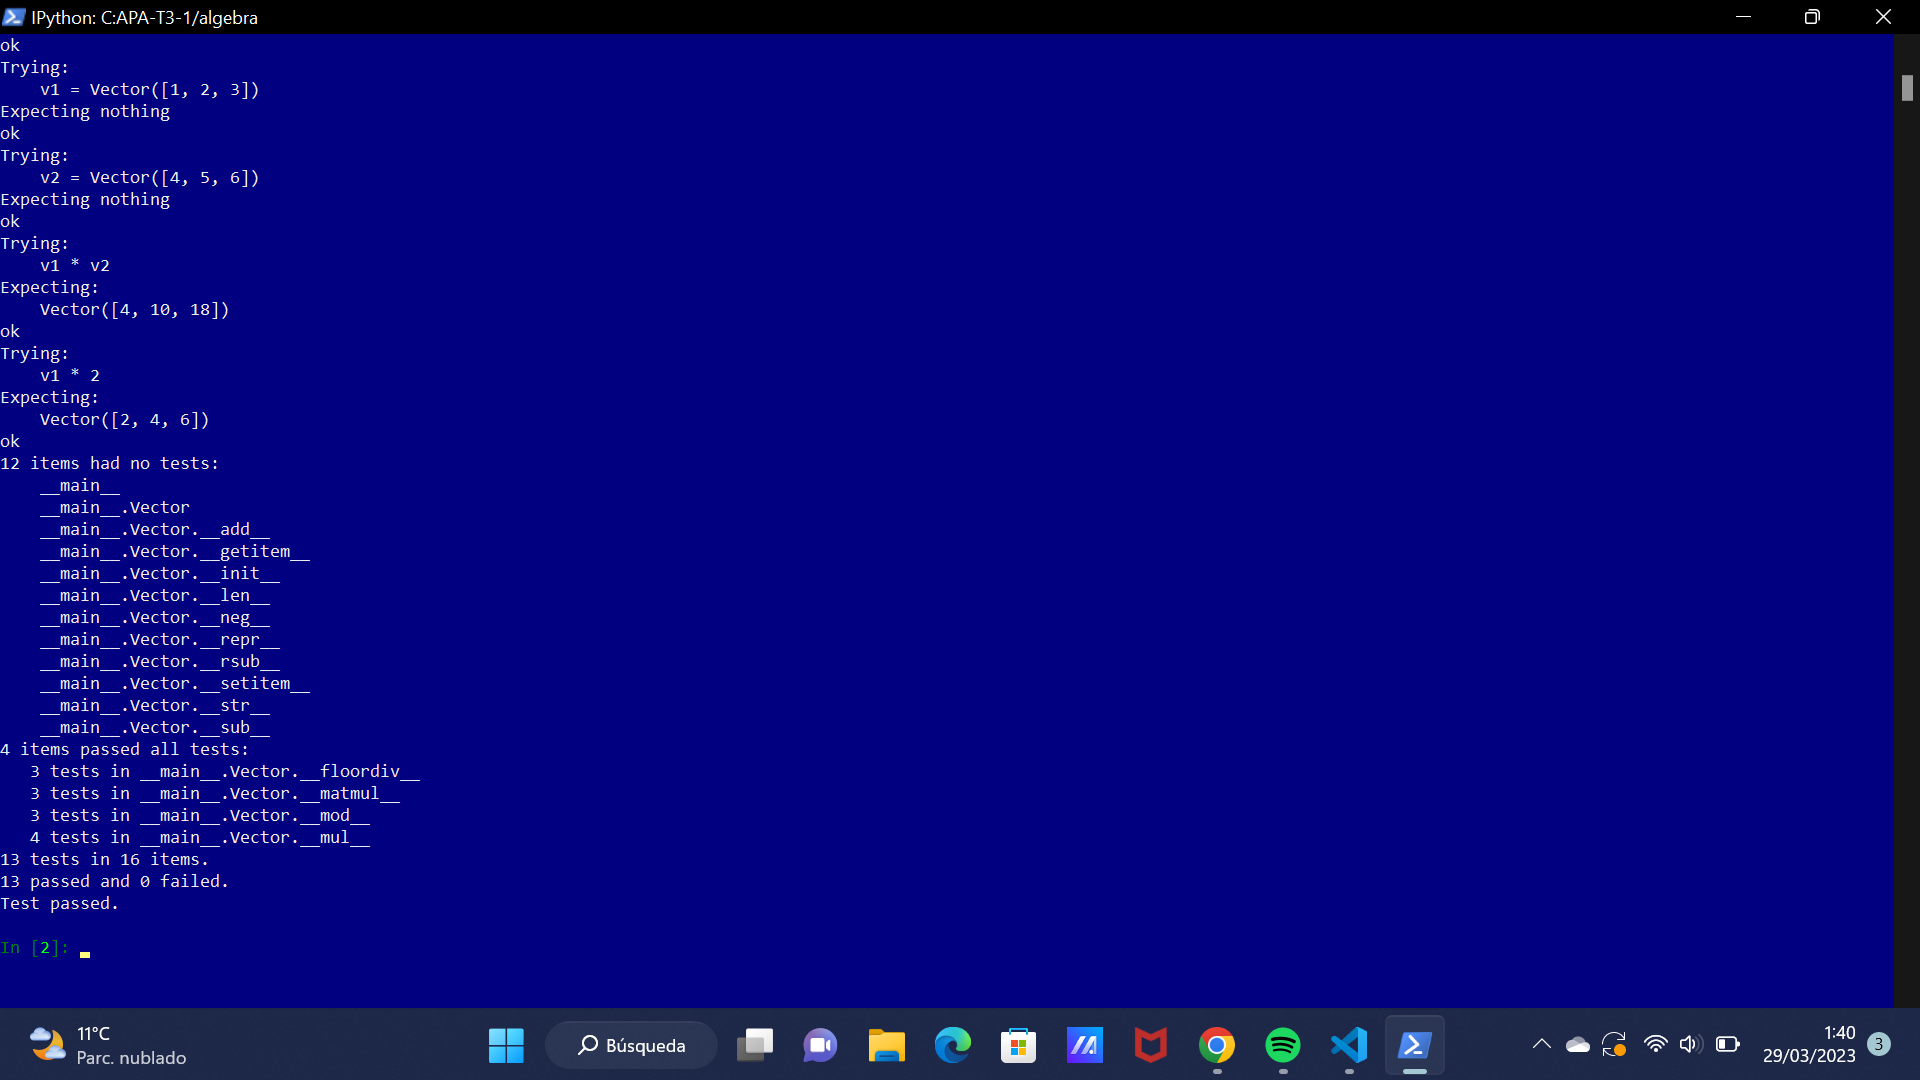 IPython: C:APA-T3-1/algebra
ok
Trying:
    v1 = Vector([1, 2, 3])
Expecting nothing
ok
Trying:
    v2 = Vector([4, 5, 6])
Expecting nothing
ok
Trying:
    v1 * v2
Expecting:
    Vector([4, 10, 18])
ok
Trying:
    v1 * 2
Expecting:
    Vector([2, 4, 6])
ok
12 items had no tests:
    __main__
    __main__.Vector
    __main__.Vector.__add__
    __main__.Vector.__getitem__
    __main__.Vector.__init__
    __main__.Vector.__len__
    __main__.Vector.__neg__
    __main__.Vector.__repr__
    __main__.Vector.__rsub__
    __main__.Vector.__setitem__
    __main__.Vector.__str__
    __main__.Vector.__sub__
4 items passed all tests:
   3 tests in __main__.Vector.__floordiv__
   3 tests in __main__.Vector.__matmul__
   3 tests in __main__.Vector.__mod__
   4 tests in __main__.Vector.__mul__
13 tests in 16 items.
13 passed and 0 failed.
Test passed.
In [2]:
11°C
Parc. nublado
Búsqueda
1:40
29/03/2023
3